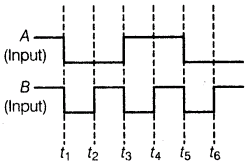 A
(Input)
B
(Input)
t₁ t₂ t₃ t₄ t₅ t₆